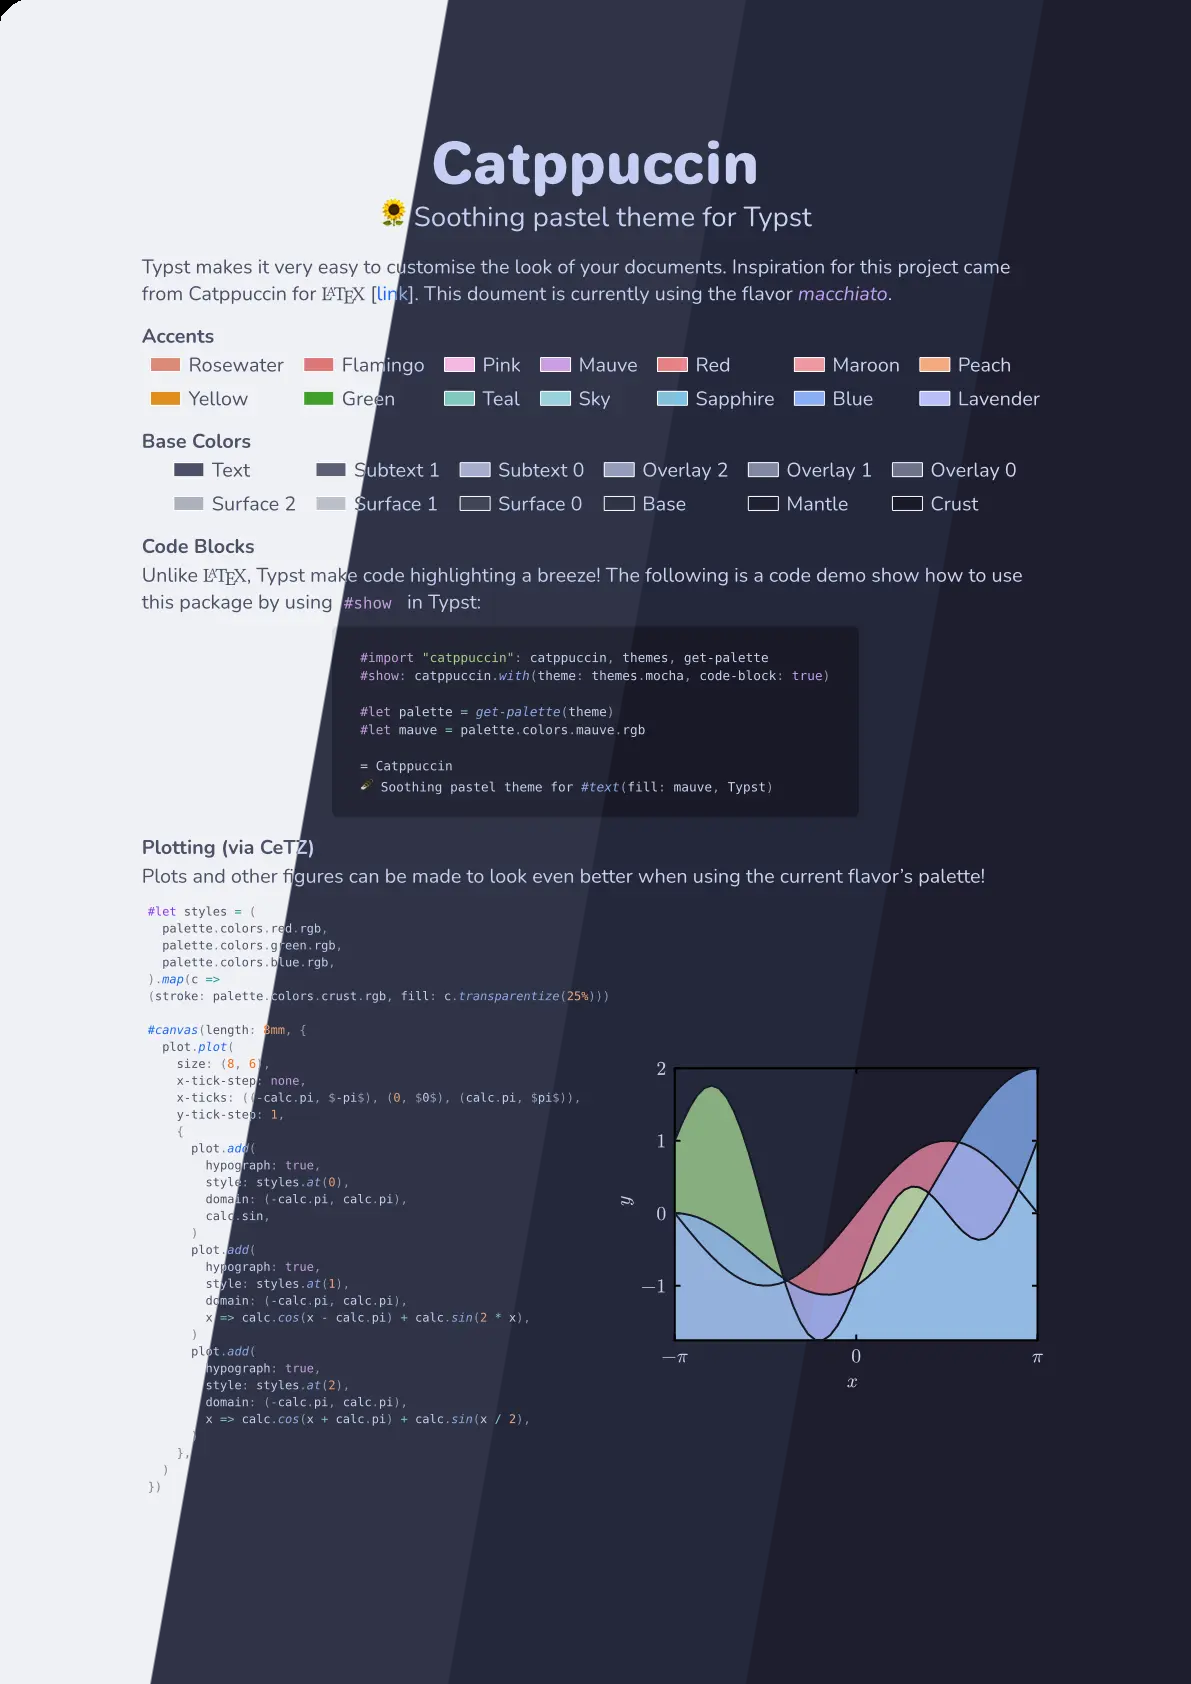 Catppuccin
🌻 Soothing pastel theme for Typst
Typst makes it very easy to customise the look of your documents. Inspiration for this project came
from Catppuccin for LATEX [link]. This doument is currently using the flavor macchiato.
Accents
Rosewater Flamingo Pink Mauve Red Maroon Peach
Yellow Green Teal Sky Sapphire Blue Lavender
Base Colors
Text Subtext 1 Subtext 0 Overlay 2 Overlay 1 Overlay 0
Surface 2 Surface 1 Surface 0 Base Mantle Crust
Code Blocks
Unlike LATEX, Typst make code highlighting a breeze! The following is a code demo show how to use
this package by using #show in Typst:
#import "catppuccin": catppuccin, themes, get-palette
#show: catppuccin.with(theme: themes.mocha, code-block: true)
#let palette = get-palette(theme)
#let mauve = palette.colors.mauve.rgb
= Catppuccin
Soothing pastel theme for #text(fill: mauve, Typst)
Plotting (via CeTZ)
Plots and other figures can be made to look even better when using the current flavor's palette!
#let styles = (
palette.colors.red.rgb,
palette.colors.green.rgb,
palette.colors.blue.rgb,
).map(c =>
(stroke: palette.colors.crust.rgb, fill: c.transparentize(25%)))
#canvas(length: 8mm, {
plot.plot(
size: (8, 6),
x-tick-step: none,
x-ticks: ((-calc.pi, $-pi$), (0, $0$), (calc.pi, $pi$)),
y-tick-step: 1,
{
plot.add(
hypograph: true,
style: styles.at(0),
domain: (-calc.pi, calc.pi),
calc.sin,
)
plot.add(
hypograph: true,
style: styles.at(1),
domain: (-calc.pi, calc.pi),
x => calc.cos(x - calc.pi) + calc.sin(2 * x),
)
plot.add(
hypograph: true,
style: styles.at(2),
domain: (-calc.pi, calc.pi),
x => calc.cos(x + calc.pi) + calc.sin(x / 2),
)
},
)
})
2
1
0
−1
y
−π 0 π
x